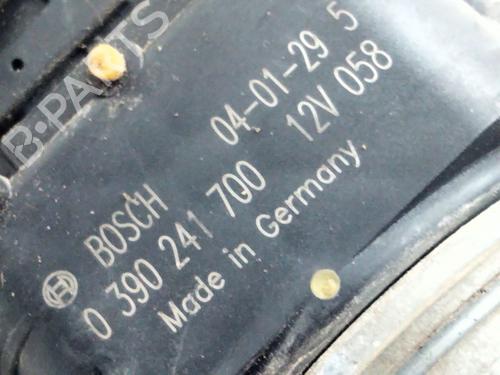 B-PARTS
BOSCH 04-01-29 5
0 390 241 700 12V 058
Made in Germany.